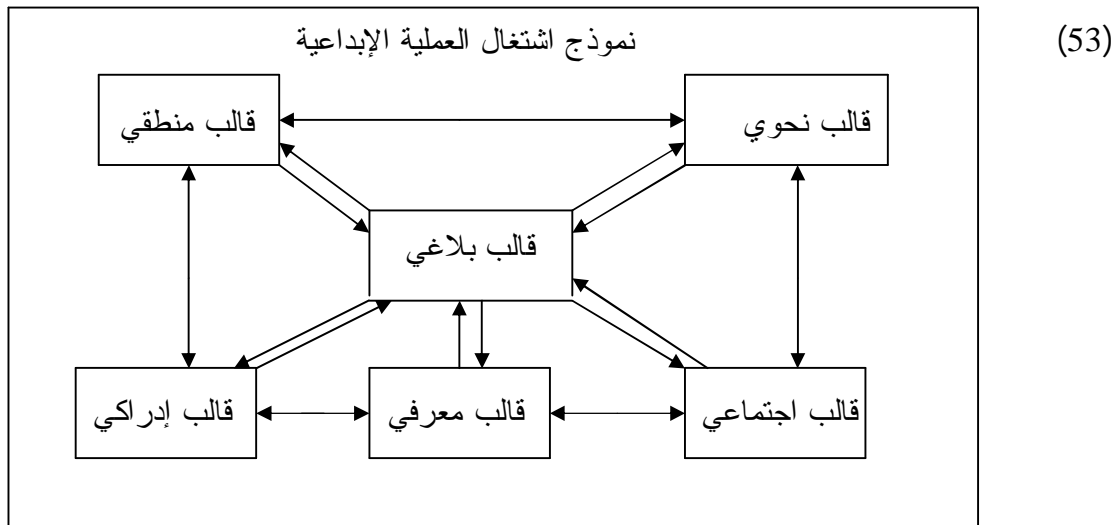 (53)
نموذج اشتغال العملية الإبداعية
قالب نحوي
قالب منطقي
قالب بلاغي
قالب اجتماعي
قالب معرفي
قالب إدراكي